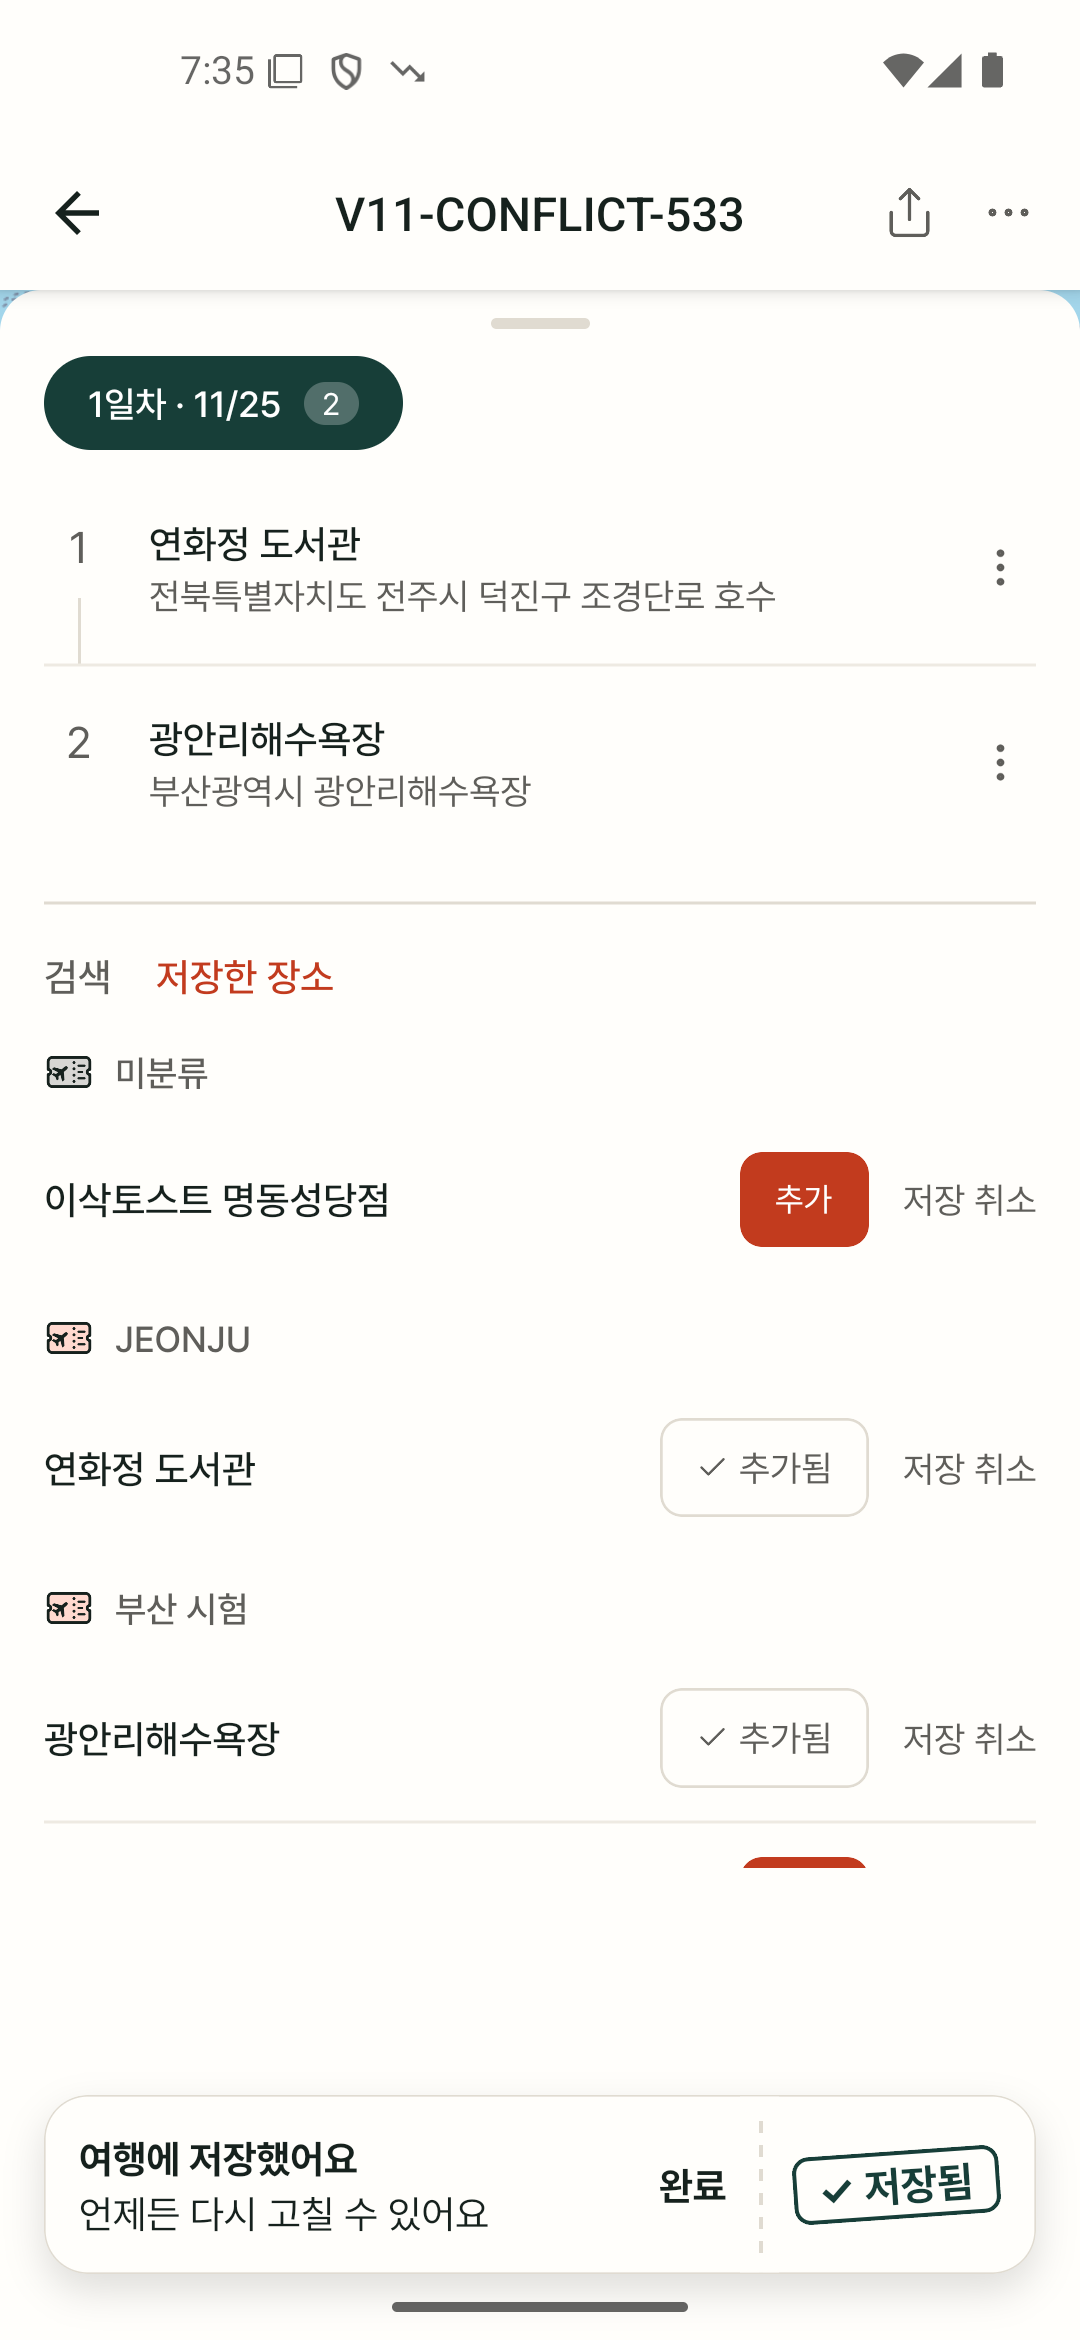 7:35
V11-CONFLICT-533
1일차 · 11/25 2
1 연화정 도서관
전북특별자치도 전주시 덕진구 조경단로 호수
2 광안리해수욕장
부산광역시 광안리해수욕장
검색 저장한 장소
미분류
이삭토스트 명동성당점 추가 저장 취소
JEONJU
연화정 도서관 추가됨 저장 취소
부산 시험
광안리해수욕장 추가됨 저장 취소
여행에 저장했어요
언제든 다시 고칠 수 있어요
완료
저장됨